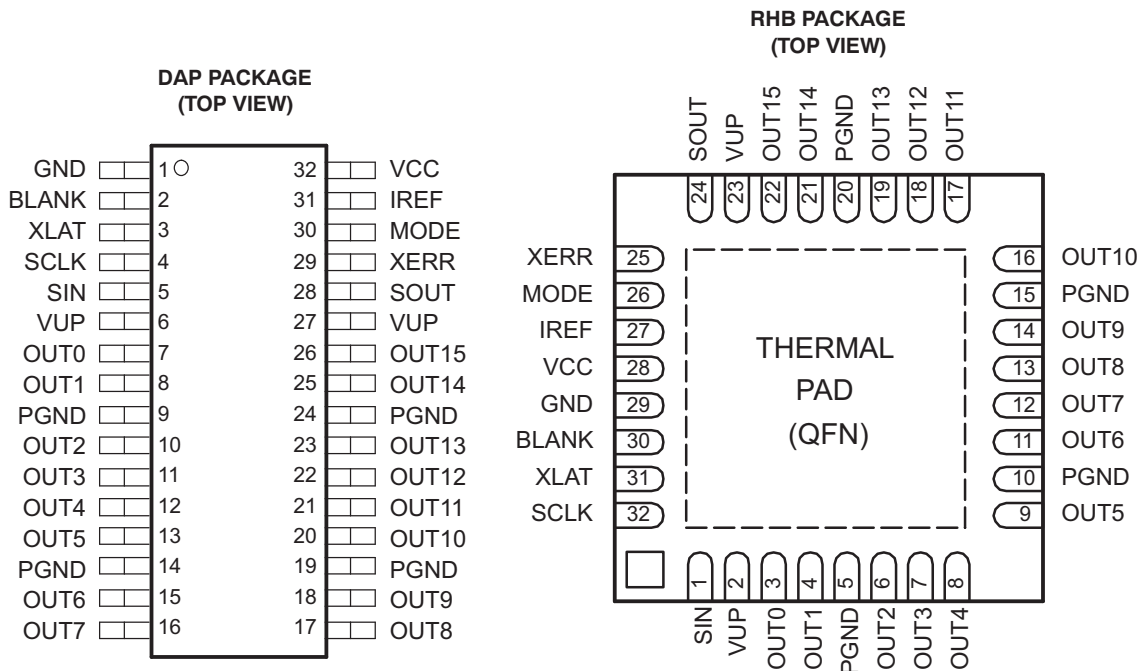 DAP PACKAGE
(TOP VIEW)
GND 1 32 VCC
BLANK 2 31 IREF
XLAT 3 30 MODE
SCLK 4 29 XERR
SIN 5 28 SOUT
VUP 6 27 VUP
OUT0 7 26 OUT15
OUT1 8 25 OUT14
PGND 9 24 PGND
OUT2 10 23 OUT13
OUT3 11 22 OUT12
OUT4 12 21 OUT11
OUT5 13 20 OUT10
PGND 14 19 PGND
OUT6 15 18 OUT9
OUT7 16 17 OUT8
RHB PACKAGE
(TOP VIEW)
SOUT VUP OUT15 OUT14 PGND OUT13 OUT12 OUT11
24 23 22 21 20 19 18 17
XERR 25 16 OUT10
MODE 26 15 PGND
IREF 27 14 OUT9
VCC 28 13 OUT8
GND 29 12 OUT7
BLANK 30 11 OUT6
XLAT 31 10 PGND
SCLK 32 9 OUT5
THERMAL
PAD
(QFN)
1 2 3 4 5 6 7 8
SIN VUP OUT0 OUT1 PGND OUT2 OUT3 OUT4